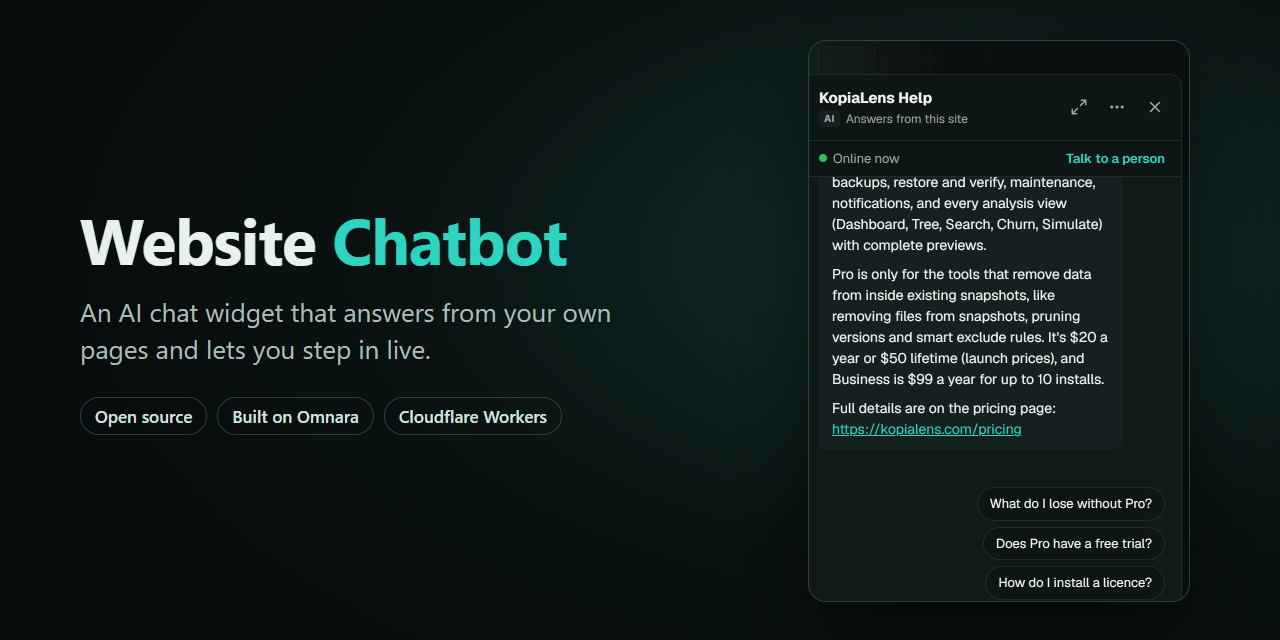 Website Chatbot
An AI chat widget that answers from your own
pages and lets you step in live.
Open source
Built on Omnara
Cloudflare Workers
KopiaLens Help
AI Answers from this site
Online now
Talk to a person
backups, restore and verify, maintenance,
notifications, and every analysis view
(Dashboard, Tree, Search, Churn, Simulate)
with complete previews.
Pro is only for the tools that remove data
from inside existing snapshots, like
removing files from snapshots, pruning
versions and smart exclude rules. It's $20 a
year or $50 lifetime (launch prices), and
Business is $99 a year for up to 10 installs.
Full details are on the pricing page:
https://kopialens.com/pricing
What do I lose without Pro?
Does Pro have a free trial?
How do I install a licence?